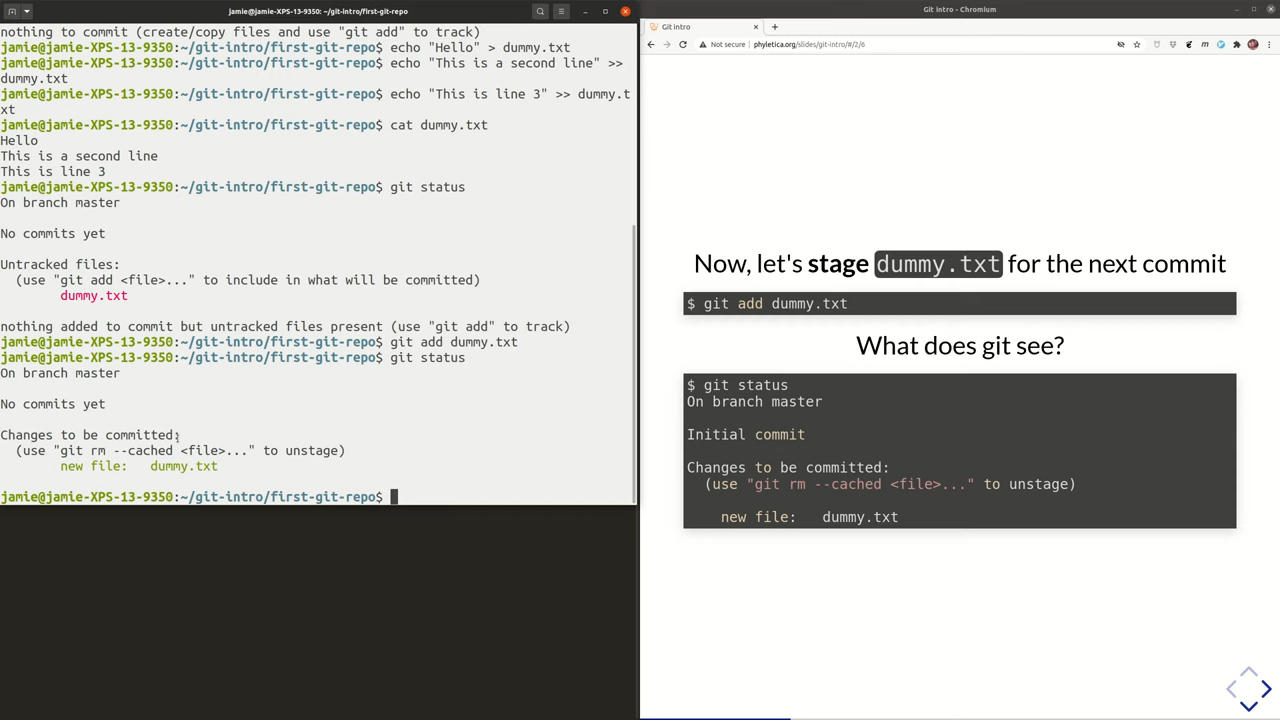 jamie@jamie-XPS-13-9350: ~/git-intro/first-git-repo
nothing to commit (create/copy files and use "git add" to track)
jamie@jamie-XPS-13-9350:~/git-intro/first-git-repo$ echo "Hello" > dummy.txt
jamie@jamie-XPS-13-9350:~/git-intro/first-git-repo$ echo "This is a second line" >>
dummy.txt
jamie@jamie-XPS-13-9350:~/git-intro/first-git-repo$ echo "This is line 3" >> dummy.t
xt
jamie@jamie-XPS-13-9350:~/git-intro/first-git-repo$ cat dummy.txt
Hello
This is a second line
This is line 3
jamie@jamie-XPS-13-9350:~/git-intro/first-git-repo$ git status
On branch master
No commits yet
Untracked files:
(use "git add <file>..." to include in what will be committed)
dummy.txt
nothing added to commit but untracked files present (use "git add" to track)
jamie@jamie-XPS-13-9350:~/git-intro/first-git-repo$ git add dummy.txt
jamie@jamie-XPS-13-9350:~/git-intro/first-git-repo$ git status
On branch master
No commits yet
Changes to be committed:
(use "git rm --cached <file>..." to unstage)
new file:   dummy.txt
jamie@jamie-XPS-13-9350:~/git-intro/first-git-repo$
Git intro - Chromium
Git intro
Not secure | phyletica.org/slides/git-intro/#/2/6
Now, let's stage dummy.txt for the next commit
$ git add dummy.txt
What does git see?
$ git status
On branch master
Initial commit
Changes to be committed:
(use "git rm --cached <file>..." to unstage)
new file:   dummy.txt